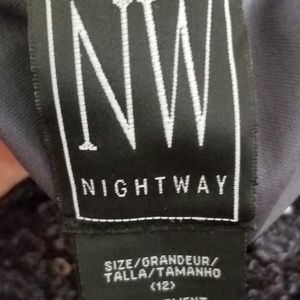 NW
NIGHTWAY
SIZE/GRANDEUR/
TALLA/TAMANHO
(12)